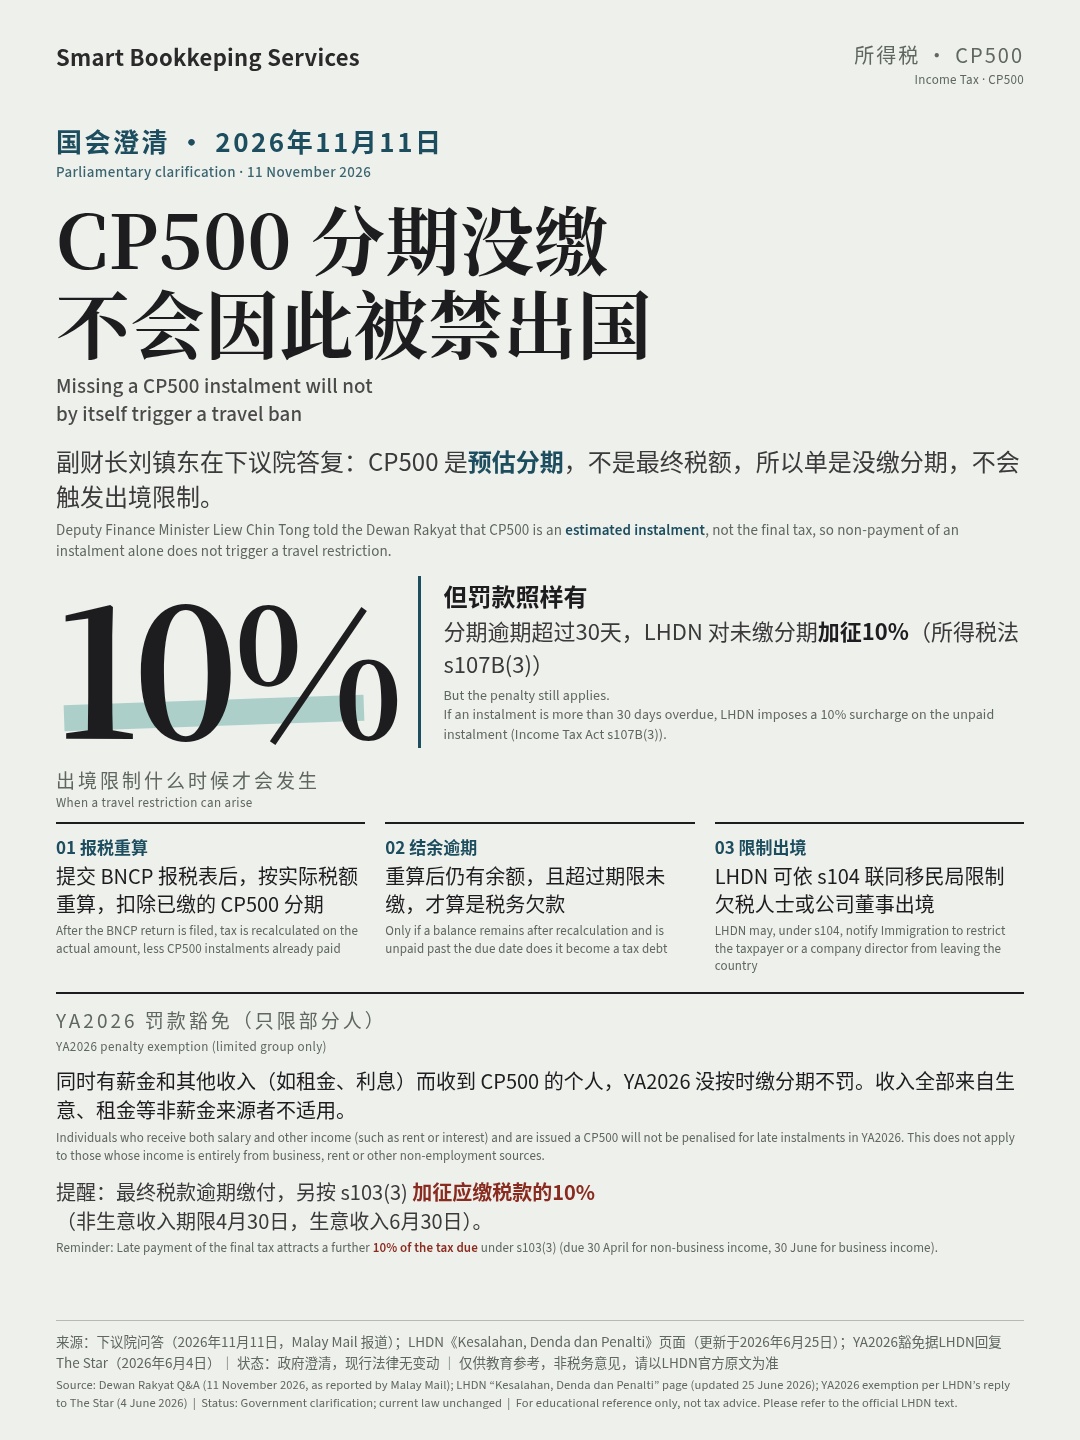 Smart Bookkeping Services
所得税 · CP500
Income Tax · CP500
国会澄清 · 2026年11月11日
Parliamentary clarification · 11 November 2026
CP500 分期没缴
不会因此被禁出国
Missing a CP500 instalment will not
by itself trigger a travel ban
副财长刘镇东在下议院答复：CP500 是预估分期，不是最终税额，所以单是没缴分期，不会
触发出境限制。
Deputy Finance Minister Liew Chin Tong told the Dewan Rakyat that CP500 is an estimated instalment, not the final tax, so non-payment of an
instalment alone does not trigger a travel restriction.
10%
但罚款照样有
分期逾期超过30天，LHDN 对未缴分期加征10%（所得税法
s107B(3)）
But the penalty still applies.
If an instalment is more than 30 days overdue, LHDN imposes a 10% surcharge on the unpaid
instalment (Income Tax Act s107B(3)).
出境限制什么时候才会发生
When a travel restriction can arise
01 报税重算
提交 BNCP 报税表后，按实际税额
重算，扣除已缴的 CP500 分期
After the BNCP return is filed, tax is recalculated on the
actual amount, less CP500 instalments already paid
02 结余逾期
重算后仍有余额，且超过期限未
缴，才算是税务欠款
Only if a balance remains after recalculation and is
unpaid past the due date does it become a tax debt
03 限制出境
LHDN 可依 s104 联同移民局限制
欠税人士或公司董事出境
LHDN may, under s104, notify Immigration to restrict
the taxpayer or a company director from leaving the
country
YA2026 罚款豁免（只限部分人）
YA2026 penalty exemption (limited group only)
同时有薪金和其他收入（如租金、利息）而收到 CP500 的个人，YA2026 没按时缴分期不罚。收入全部来自生
意、租金等非薪金来源者不适用。
Individuals who receive both salary and other income (such as rent or interest) and are issued a CP500 will not be penalised for late instalments in YA2026. This does not apply
to those whose income is entirely from business, rent or other non-employment sources.
提醒：最终税款逾期缴付，另按 s103(3) 加征应缴税款的10%
（非生意收入期限4月30日，生意收入6月30日）。
Reminder: Late payment of the final tax attracts a further 10% of the tax due under s103(3) (due 30 April for non-business income, 30 June for business income).
来源：下议院问答（2026年11月11日，Malay Mail 报道）；LHDN《Kesalahan, Denda dan Penalti》页面（更新于2026年6月25日）；YA2026豁免据LHDN回复
The Star（2026年6月4日）｜ 状态：政府澄清，现行法律无变动 ｜ 仅供教育参考，非税务意见，请以LHDN官方原文为准
Source: Dewan Rakyat Q&A (11 November 2026, as reported by Malay Mail); LHDN “Kesalahan, Denda dan Penalti” page (updated 25 June 2026); YA2026 exemption per LHDN’s reply
to The Star (4 June 2026) | Status: Government clarification; current law unchanged | For educational reference only, not tax advice. Please refer to the official LHDN text.